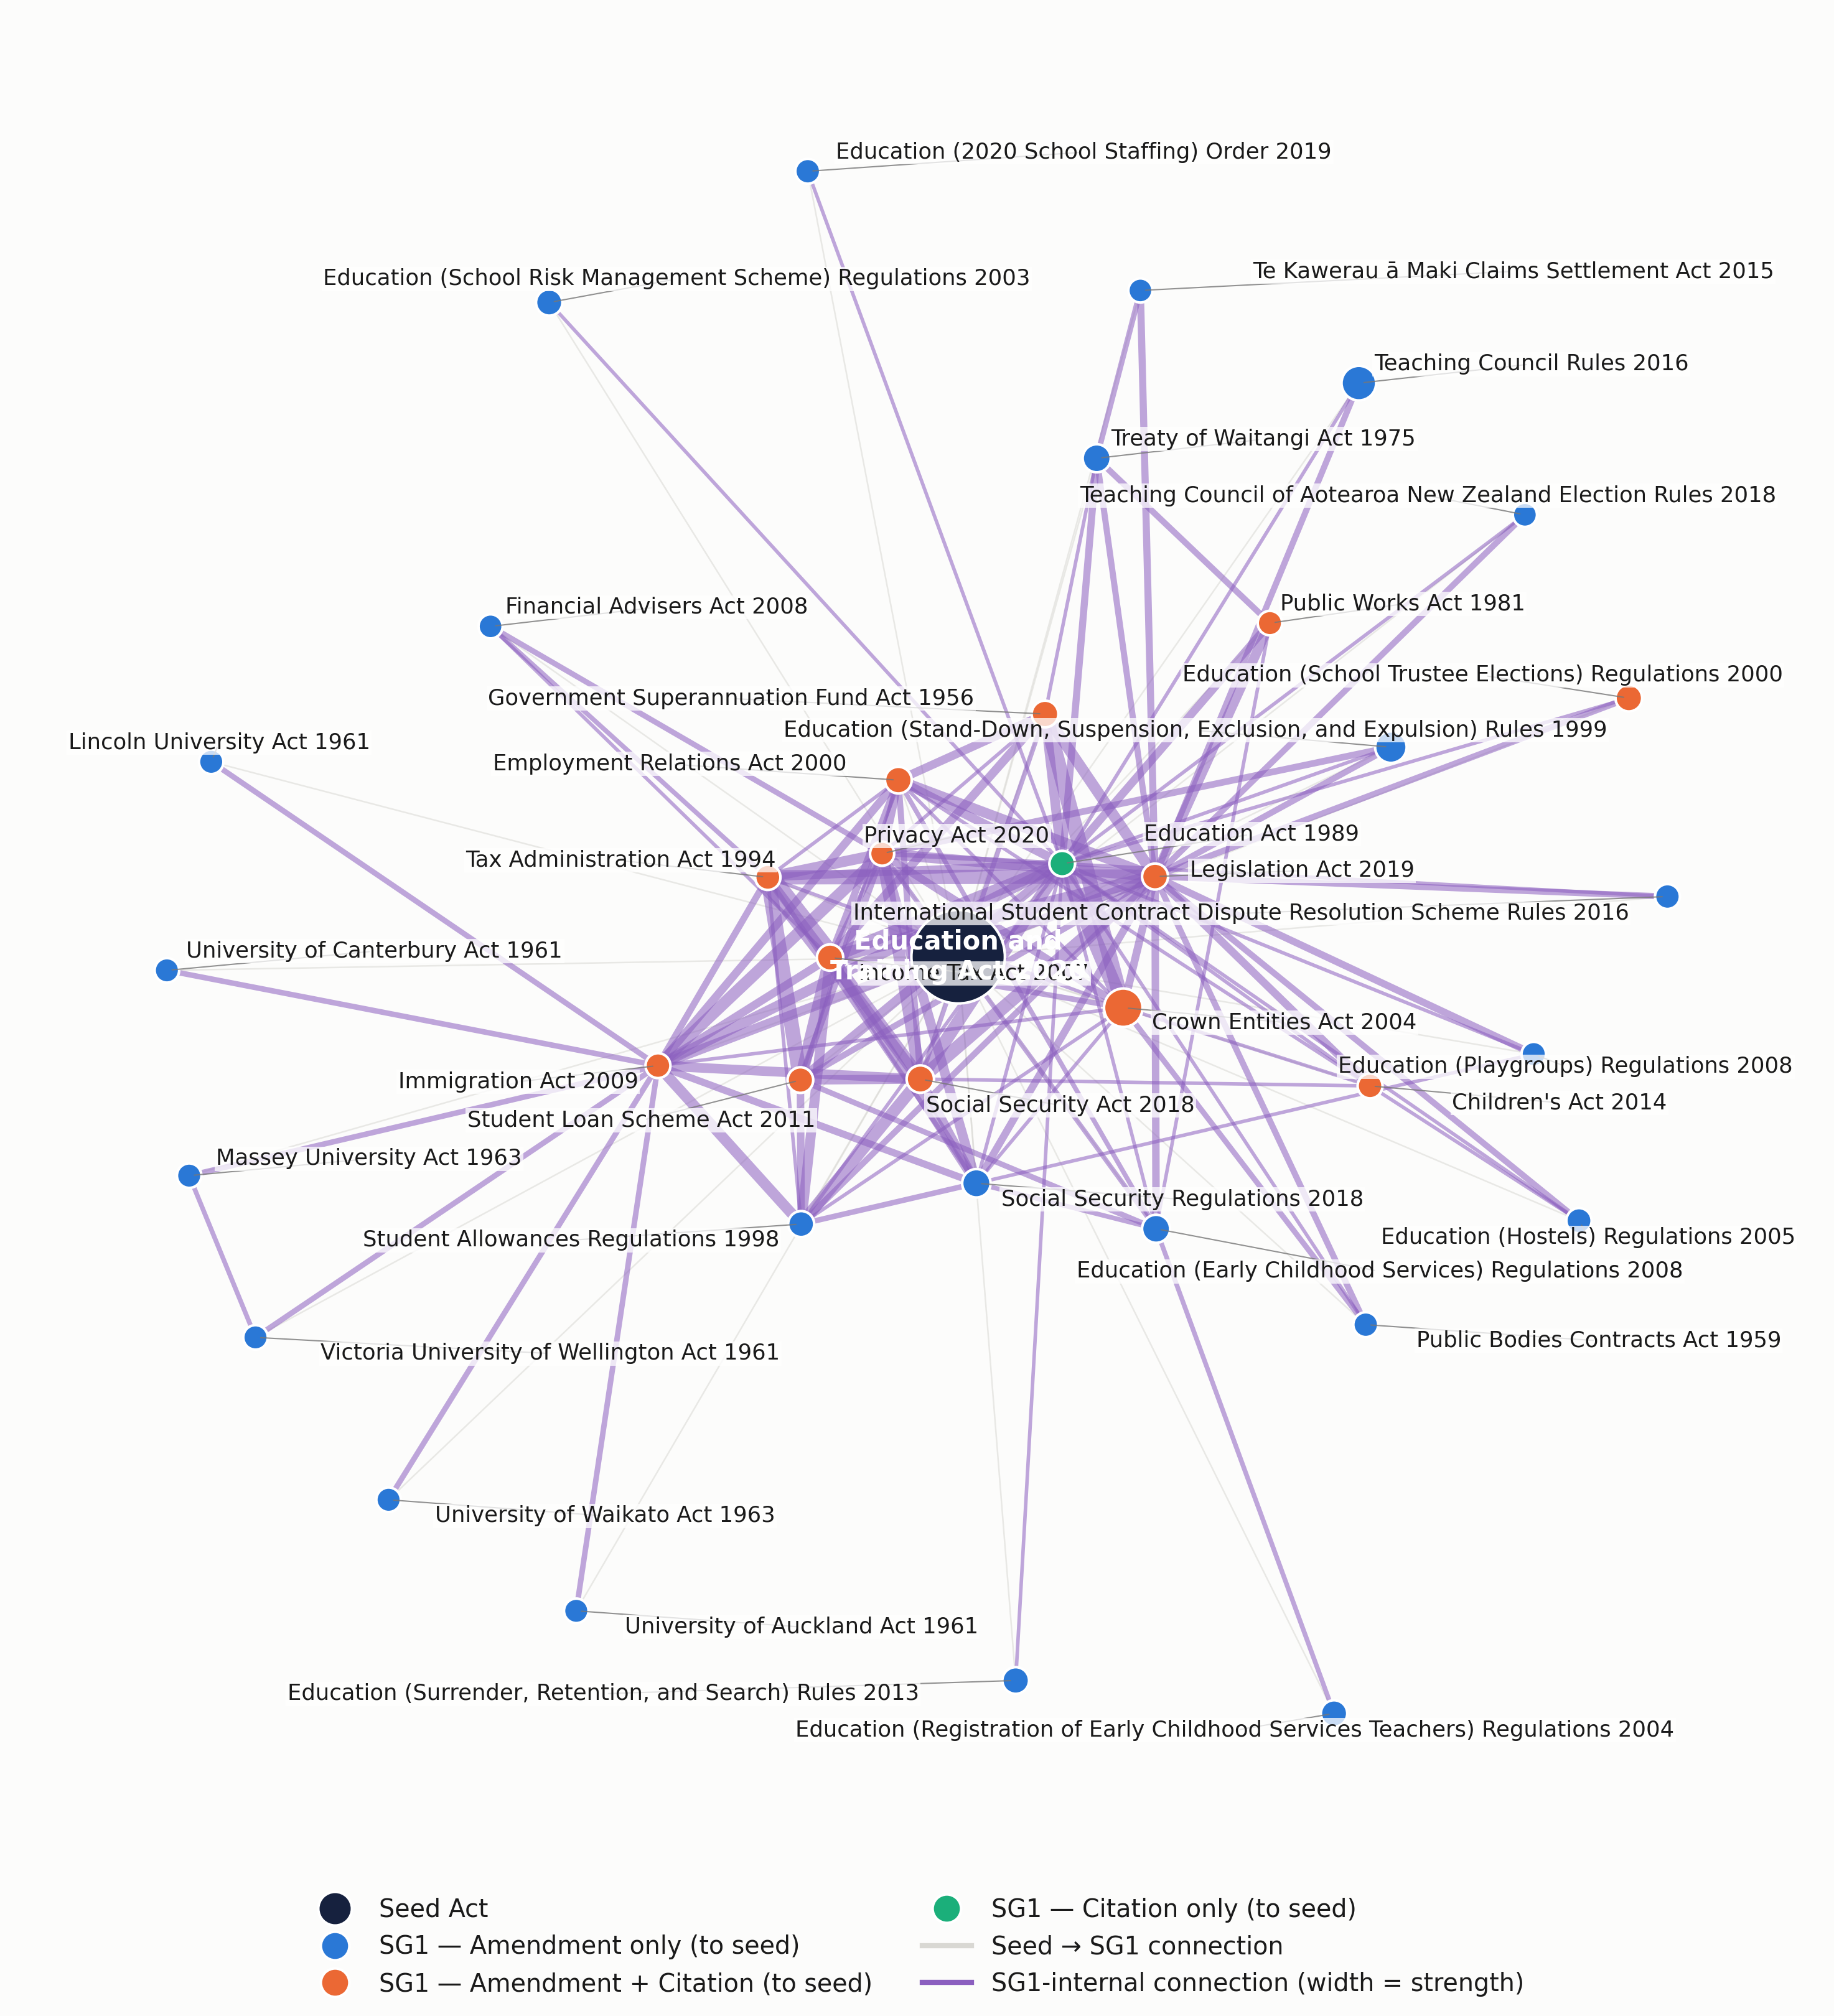 Education (2020 School Staffing) Order 2019
Te Kawerau ā Maki Claims Settlement Act 2015
Education (School Risk Management Scheme) Regulations 2003
Teaching Council Rules 2016
Treaty of Waitangi Act 1975
Teaching Council of Aotearoa New Zealand Election Rules 2018
Public Works Act 1981
Financial Advisers Act 2008
Education (School Trustee Elections) Regulations 2000
Government Superannuation Fund Act 1956
Education (Stand-Down, Suspension, Exclusion, and Expulsion) Rules 1999
Lincoln University Act 1961
Employment Relations Act 2000
Privacy Act 2020
Education Act 1989
Tax Administration Act 1994
Legislation Act 2019
International Student Contract Dispute Resolution Scheme Rules 2016
Education and
University of Canterbury Act 1961
Income Tax Act 2007
Crown Entities Act 2004
Education (Playgroups) Regulations 2008
Immigration Act 2009
Children's Act 2014
Social Security Act 2018
Student Loan Scheme Act 2011
Massey University Act 1963
Social Security Regulations 2018
Student Allowances Regulations 1998
Education (Hostels) Regulations 2005
Education (Early Childhood Services) Regulations 2008
Public Bodies Contracts Act 1959
Victoria University of Wellington Act 1961
University of Waikato Act 1963
University of Auckland Act 1961
Education (Surrender, Retention, and Search) Rules 2013
Education (Registration of Early Childhood Services Teachers) Regulations 2004
Seed Act
SG1 — Amendment only (to seed)
SG1 — Amendment + Citation (to seed)
SG1 — Citation only (to seed)
Seed → SG1 connection
SG1-internal connection (width = strength)